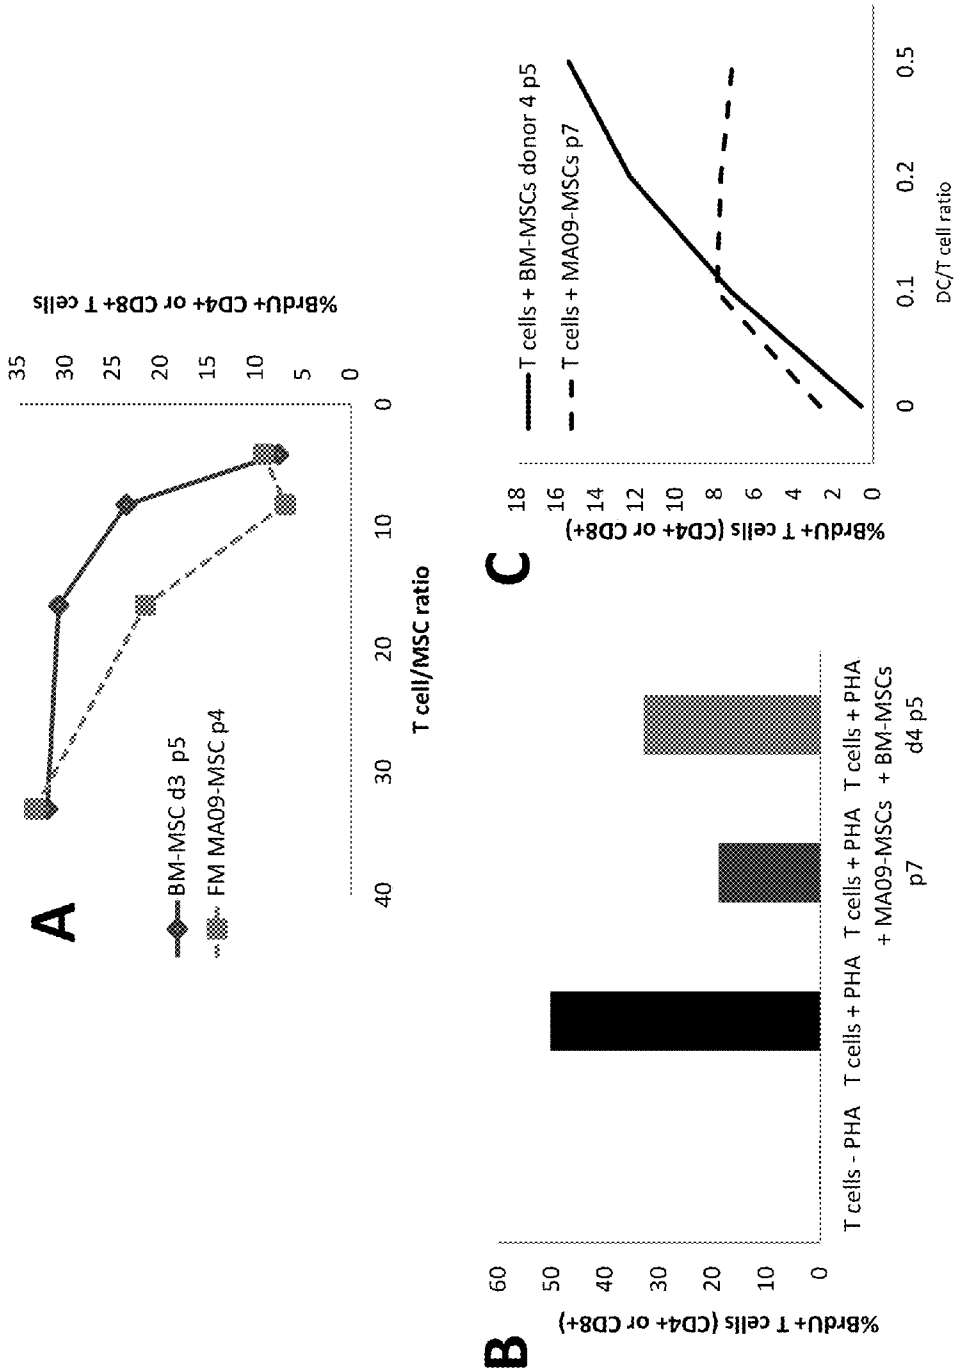 A
BM-MSC d3 p5
FM MA09-MSC p4
40
30
20
10
0
T cell/MSC ratio
35
30
25
20
15
10
5
0
%BrdU+ CD4+ or CD8+ T cells
B
%BrdU+ T cells (CD4+ or CD8+)
60
50
40
30
20
10
0
T cells - PHA
T cells + PHA
T cells + PHA
+ MA09-MSCs
p7
T cells + PHA
+ BM-MSCs
d4 p5
C
%BrdU+ T cells (CD4+ or CD8+)
18
16
14
12
10
8
6
4
2
0
T cells + BM-MSCs donor 4 p5
T cells + MA09-MSCs p7
0
0.1
0.2
0.5
DC/T cell ratio